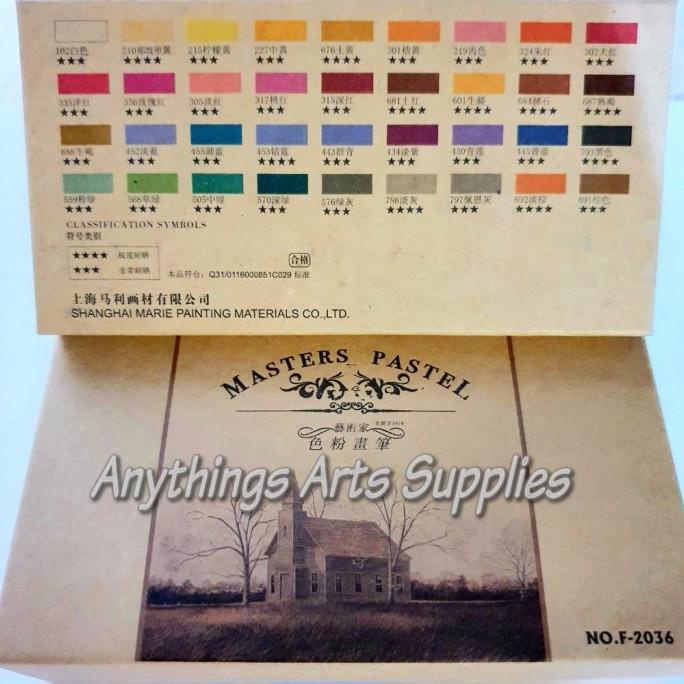 102白色 210那坡里黄 215柠檬黄 227中黄 676土黄 301桔黄 219肉色 324朱红 302大红
★★★ ★★★★ ★★★ ★★★ ★★★★ ★★★ ★★★ ★★★ ★★★
335洋红 336玫瑰红 305淡红 317桃红 315深红 681土红 601生赭 684赭石 687熟褐
★★★ ★★★ ★★★ ★★★ ★★★ ★★★★ ★★★★ ★★★★ ★★★★
688生褐 452淡蓝 455湖蓝 453钴蓝 443群青 434淡紫 430青莲 445普蓝 793黑色
★★★ ★★★ ★★★ ★★★★ ★★★★ ★★★ ★★★ ★★★ ★★★★
559粉绿 568草绿 505中绿 570深绿 576绿灰 786淡灰 797佩恩灰 692淡棕 691棕色
★★★ ★★★ ★★★ ★★★ ★★★ ★★★★ ★★★★ ★★★ ★★★
CLASSIFICATION SYMBOLS
符号类别
★★★★ 极度耐晒
★★★ 非常耐晒
合格
本品符合:Q31/0116000851C029 标准
上海马利画材有限公司
SHANGHAI MARIE PAINTING MATERIALS CO.,LTD.
MASTERS PASTEL
藝術家
色粉畫筆
Anythings Arts Supplies
NO.F-2036